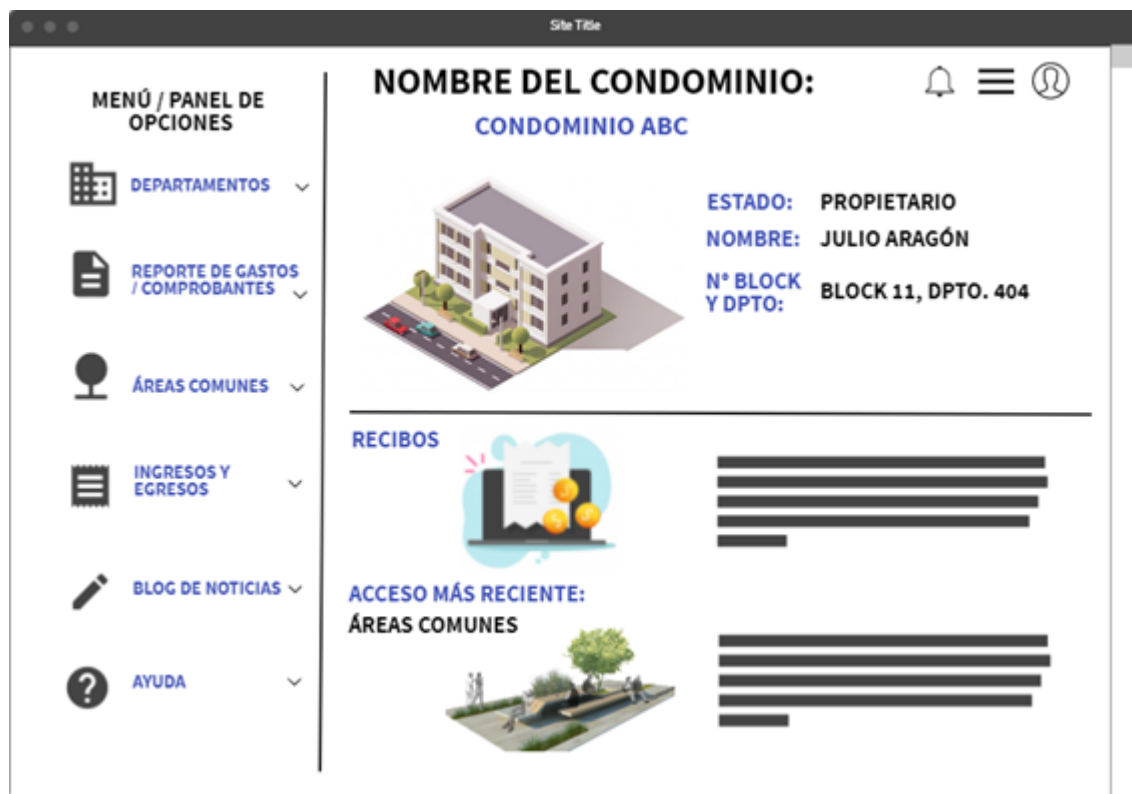 Site Title
MENÚ / PANEL DE
OPCIONES
DEPARTAMENTOS
REPORTE DE GASTOS
/ COMPROBANTES
ÁREAS COMUNES
INGRESOS Y
EGRESOS
BLOG DE NOTICIAS
AYUDA
NOMBRE DEL CONDOMINIO:
CONDOMINIO ABC
ESTADO: PROPIETARIO
NOMBRE: JULIO ARAGÓN
Nº BLOCK
Y DPTO:
BLOCK 11, DPTO. 404
RECIBOS
ACCESO MÁS RECIENTE:
ÁREAS COMUNES